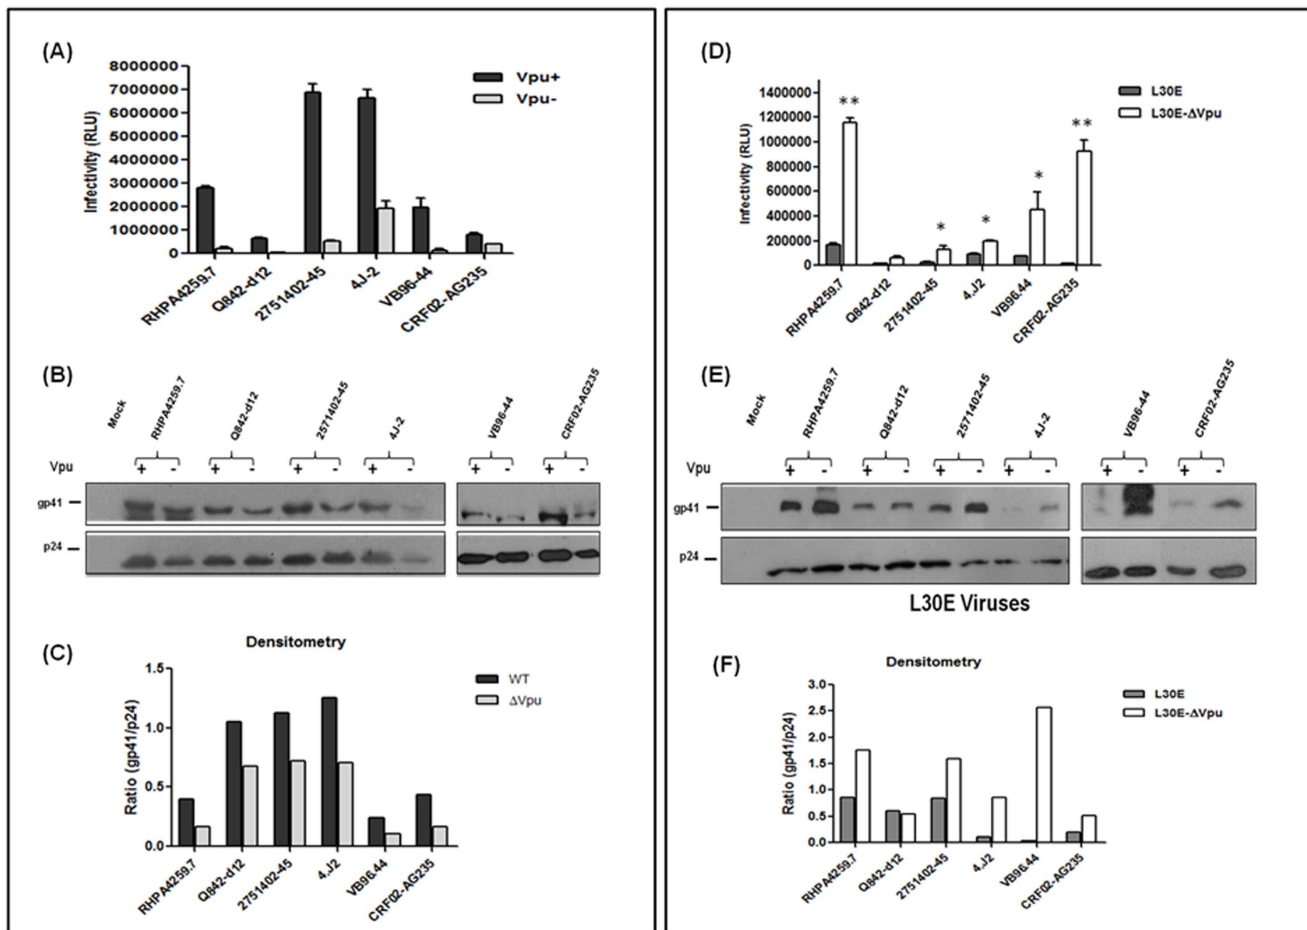 (A)
8000000
7000000
6000000
5000000
4000000
3000000
2000000
1000000
0
Infectivity (RLU)
Vpu+
Vpu-
RHPA4259.7
Q842-d12
2751402-45
4J-2
VB96-44
CRF02-AG235
(B)
Mock
RHPA4259.7
Q842-d12
2571402-45
4J-2
VB96-44
CRF02-AG235
Vpu + - + - + - + - + - + -
gp41
p24
(C)
Densitometry
1.5
1.0
0.5
0.0
Ratio (gp41/p24)
WT
ΔVpu
RHPA4259.7
Q842-d12
2751402-45
4.J2
VB96.44
CRF02-AG235
(D)
1400000
1200000
1000000
800000
600000
400000
200000
0
Infectivity (RLU)
L30E
L30E-ΔVpu
** * * * **
RHPA4259.7
Q842-d12
2751402-45
4.J2
VB96.44
CRF02-AG235
(E)
Mock
RHPA4259.7
Q842-d12
2571402-45
4J-2
VB96-44
CRF02-AG235
Vpu + - + - + - + - + - + -
gp41
p24
L30E Viruses
(F)
Densitometry
3.0
2.5
2.0
1.5
1.0
0.5
0.0
Ratio (gp41/p24)
L30E
L30E-ΔVpu
RHPA4259.7
Q842-d12
2751402-45
4.J2
VB96.44
CRF02-AG235